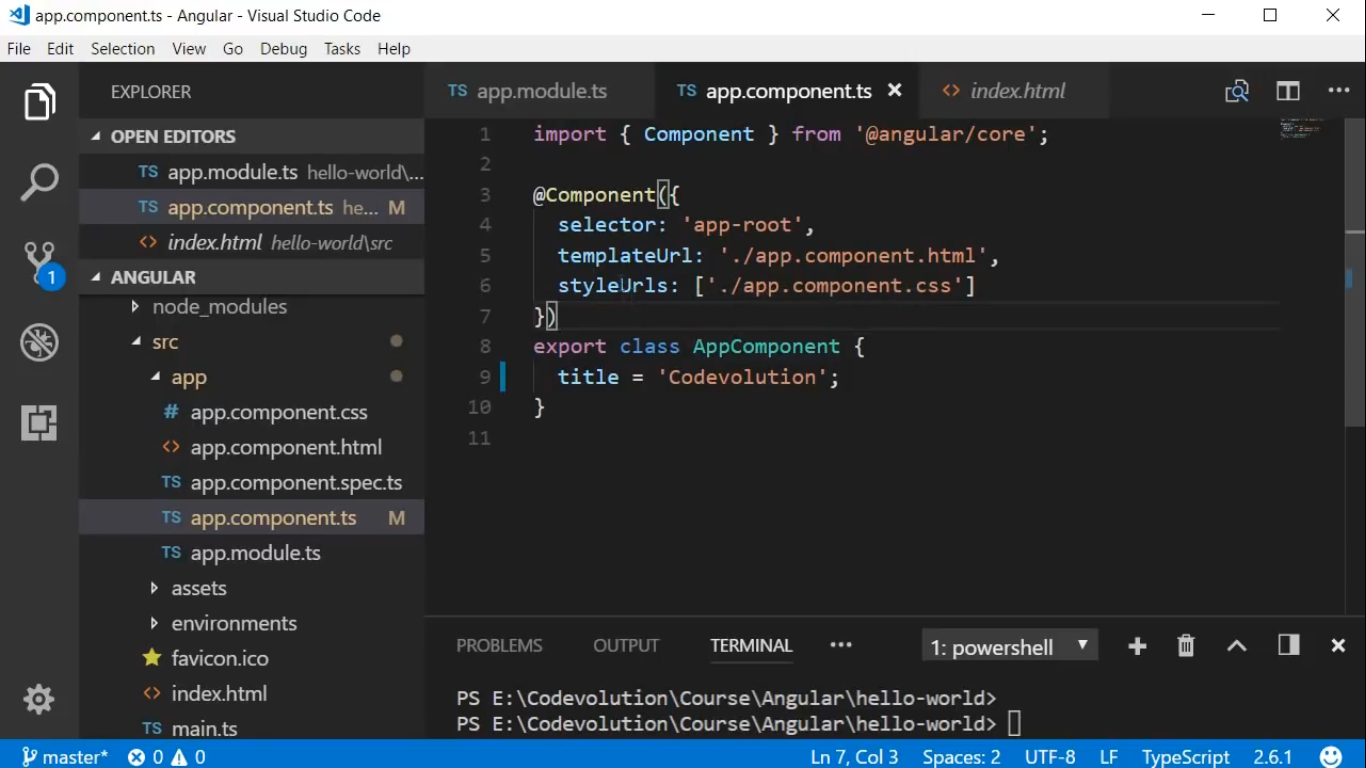 app.component.ts - Angular - Visual Studio Code
File Edit Selection View Go Debug Tasks Help
EXPLORER
OPEN EDITORS
TS app.module.ts hello-world\...
TS app.component.ts he... M
<> index.html hello-world\src
1
ANGULAR
node_modules
src
app
# app.component.css
<> app.component.html
TS app.component.spec.ts
TS app.component.ts M
TS app.module.ts
assets
environments
favicon.ico
<> index.html
TS main.ts
TS app.module.ts TS app.component.ts <> index.html
1 import { Component } from '@angular/core';
2
3 @Component({
4 selector: 'app-root',
5 templateUrl: './app.component.html',
6 styleUrls: ['./app.component.css']
7 })
8 export class AppComponent {
9 title = 'Codevolution';
10 }
11
PROBLEMS OUTPUT TERMINAL ... 1: powershell
PS E:\Codevolution\Course\Angular\hello-world>
PS E:\Codevolution\Course\Angular\hello-world>
master* 0 0 Ln 7, Col 3 Spaces: 2 UTF-8 LF TypeScript 2.6.1